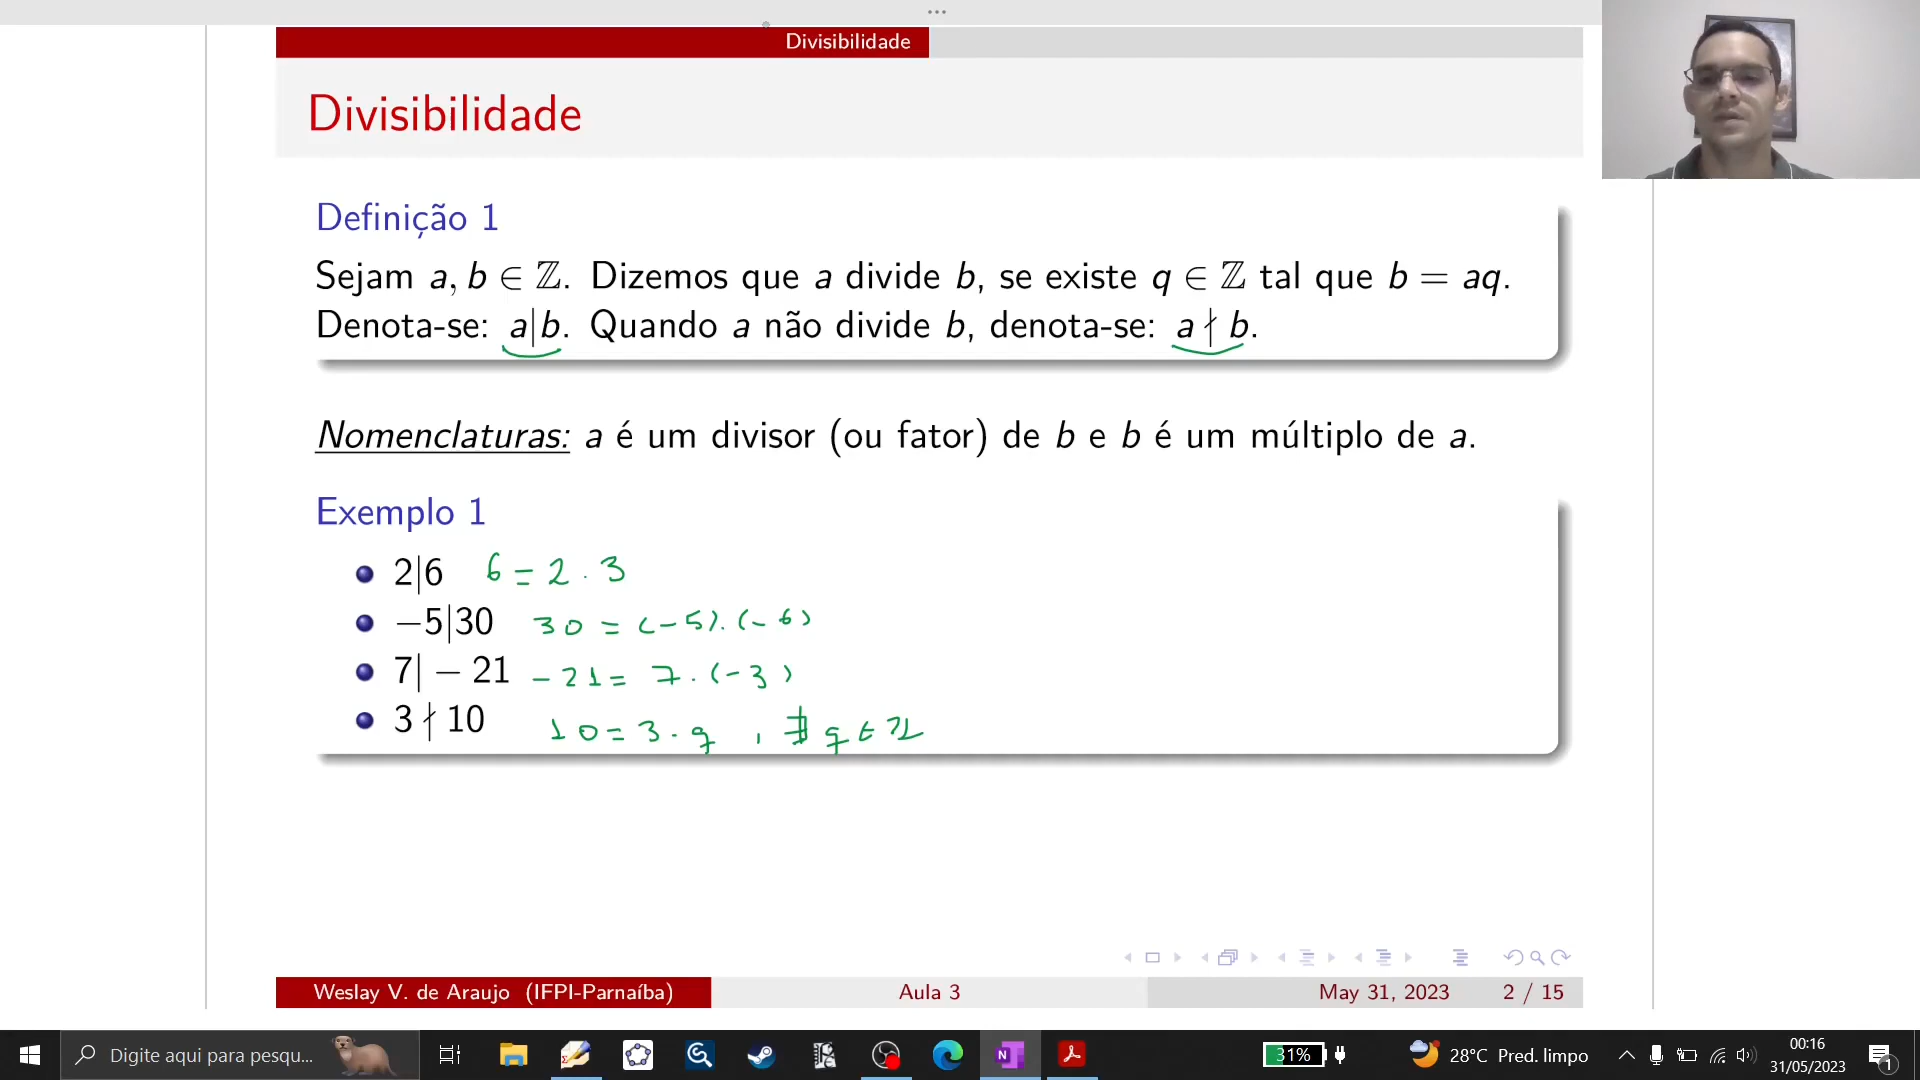 Divisibilidade
Divisibilidade
Definição 1
Sejam a, b ∈ ℤ. Dizemos que a divide b, se existe q ∈ ℤ tal que b = aq.
Denota-se: a|b. Quando a não divide b, denota-se: a ∤ b.
Nomenclaturas: a é um divisor (ou fator) de b e b é um múltiplo de a.
Exemplo 1
2|6 6 = 2 . 3
−5|30 30 = (-5).(-6)
7| − 21 -21 = 7.(-3)
3 ∤ 10 10 = 3 . q , ∄ q ∈ ℤ
Weslay V. de Araujo (IFPI-Parnaíba) Aula 3 May 31, 2023 2 / 15
Digite aqui para pesqu... 31% 28°C Pred. limpo 00:16
31/05/2023 1